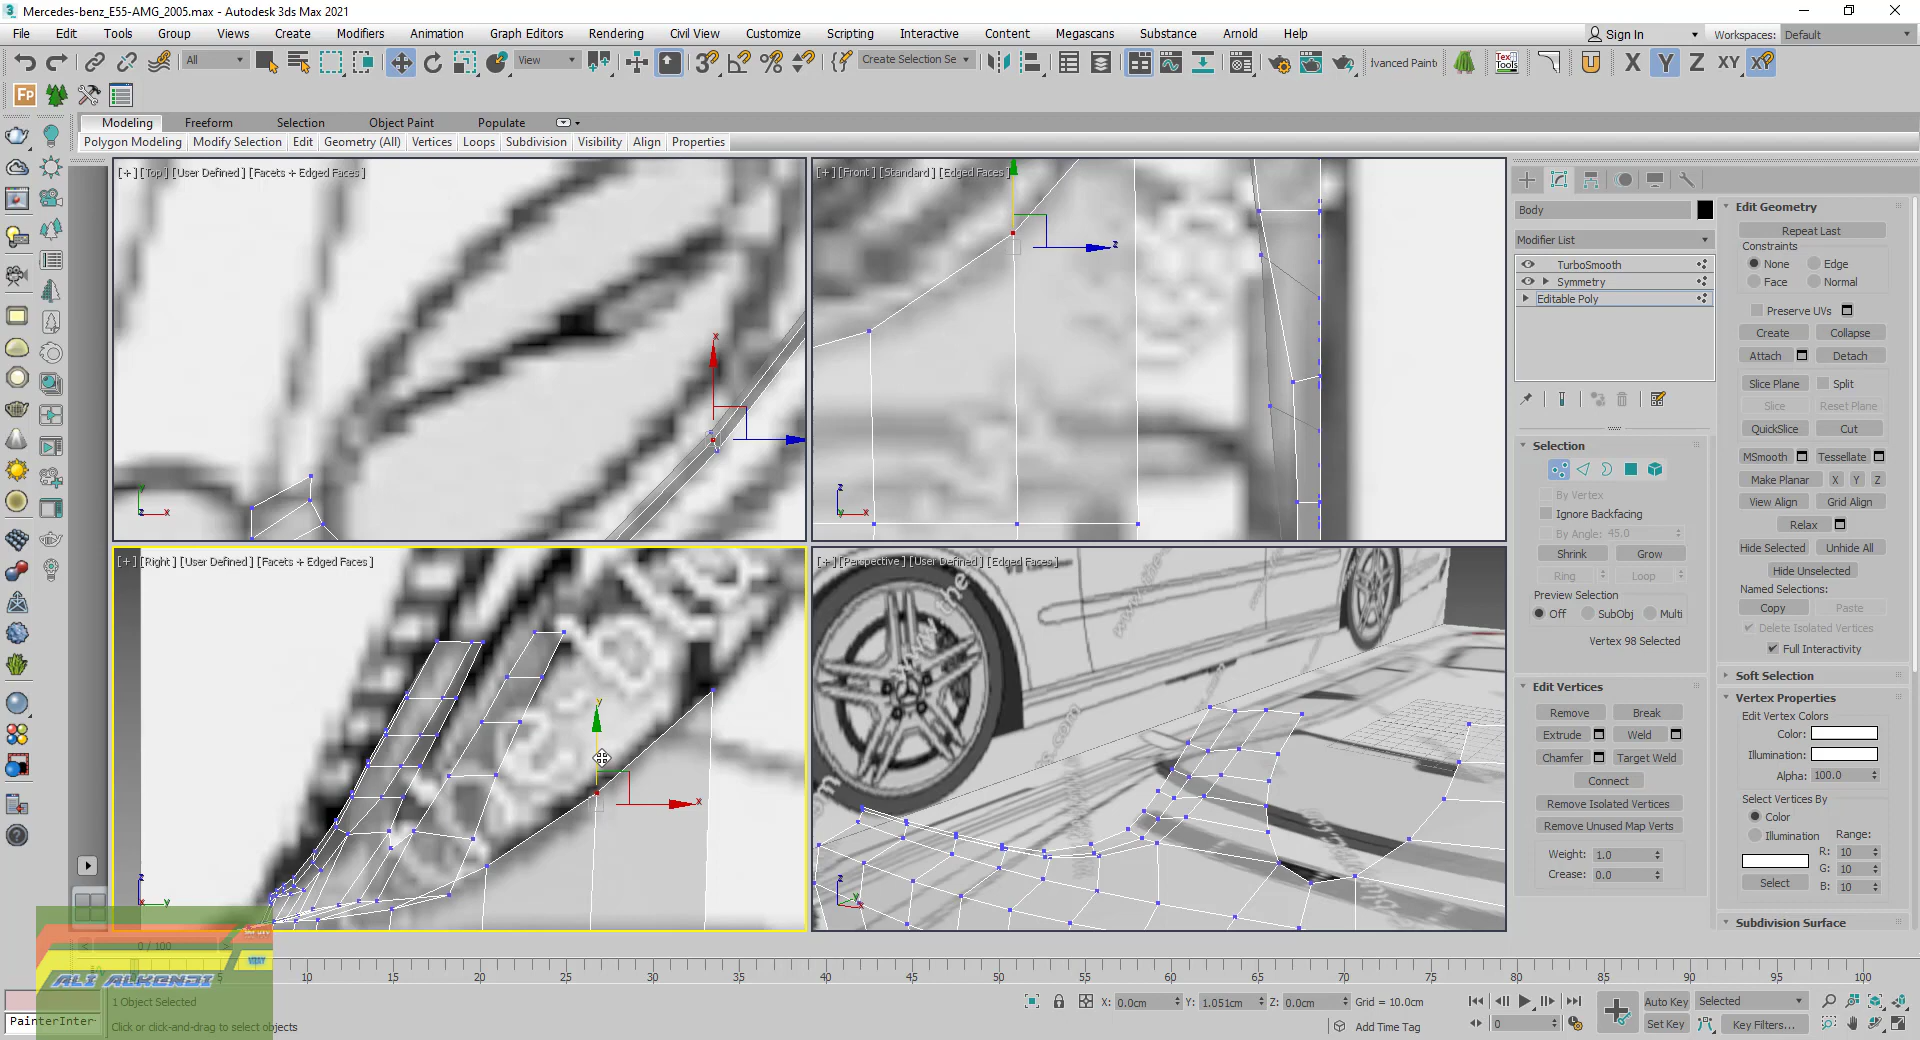 Mercedes-benz_E55-AMG_2005.max - Autodesk 3ds Max 2021
File Edit Tools Group Views Create Modifiers Animation Graph Editors Rendering Civil View Customize Scripting Interactive Content Megascans Substance Arnold Help Sign In Workspaces: Default
All View Create Selection Se dvanced Paint Tex Tools X Y Z XY XY
Fp
Modeling Freeform Selection Object Paint Populate
Polygon Modeling Modify Selection Edit Geometry (All) Vertices Loops Subdivision Visibility Align Properties
[+] [Top] [User Defined] [Facets + Edged Faces]
[+] [Front] [Standard] [Edged Faces]
[+] [Right] [User Defined] [Facets + Edged Faces]
[+] [Perspective] [User Defined] [Edged Faces]
Body
Modifier List
TurboSmooth
Symmetry
Editable Poly
Selection
By Vertex
Ignore Backfacing
By Angle: 45.0
Shrink Grow
Ring Loop
Preview Selection
Off SubObj Multi
Vertex 98 Selected
Edit Vertices
Remove Break
Extrude Weld
Chamfer Target Weld
Connect
Remove Isolated Vertices
Remove Unused Map Verts
Weight: 1.0
Crease: 0.0
Edit Geometry
Repeat Last
Constraints
None Edge
Face Normal
Preserve UVs
Create Collapse
Attach Detach
Slice Plane Split
Slice Reset Plane
QuickSlice Cut
MSmooth Tessellate
Make Planar X Y Z
View Align Grid Align
Relax
Hide Selected Unhide All
Hide Unselected
Named Selections:
Copy Paste
Delete Isolated Vertices
Full Interactivity
Soft Selection
Vertex Properties
Edit Vertex Colors
Color:
Illumination:
Alpha: 100.0
Select Vertices By
Color
Illumination Range:
R: 10
G: 10
B: 10
Select
Subdivision Surface
0 / 100
ALI ALKENDI
5 10 15 20 25 30 35 40 45 50 55 60 65 70 75 80 85 90 95 100
1 Object Selected
X: 0.0cm Y: 1.051cm Z: 0.0cm Grid = 10.0cm
Auto Key Selected
PainterInter
Click or click-and-drag to select objects
Add Time Tag
0
Set Key Key Filters...